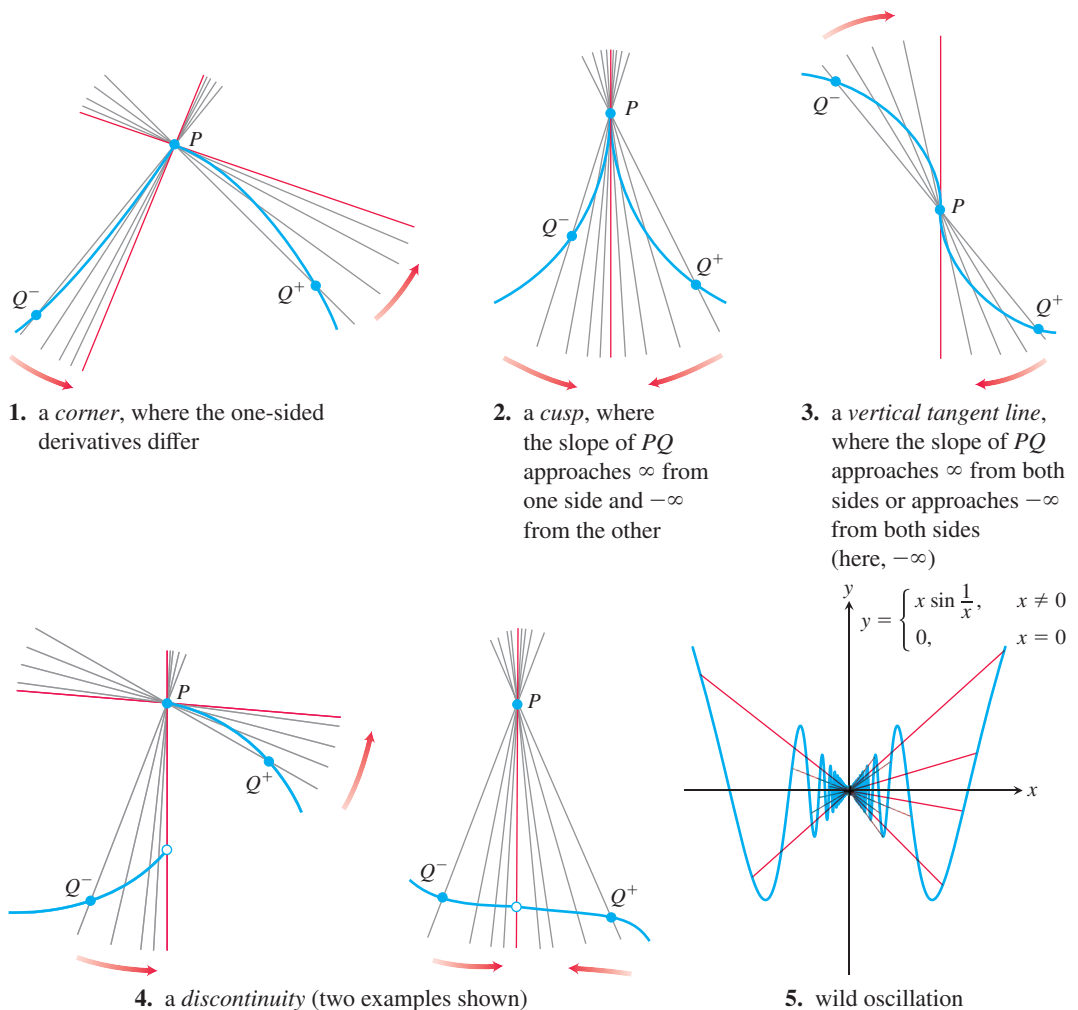 P
Q⁻
Q⁺
1. a corner, where the one-sided
derivatives differ
P
Q⁻
Q⁺
2. a cusp, where
the slope of PQ
approaches ∞ from
one side and −∞
from the other
Q⁻
P
Q⁺
3. a vertical tangent line,
where the slope of PQ
approaches ∞ from both
sides or approaches −∞
from both sides
(here, −∞)
P
Q⁺
Q⁻
P
Q⁻
Q⁺
4. a discontinuity (two examples shown)
y
y = { x sin 1/x, x ≠ 0
0, x = 0
x
5. wild oscillation